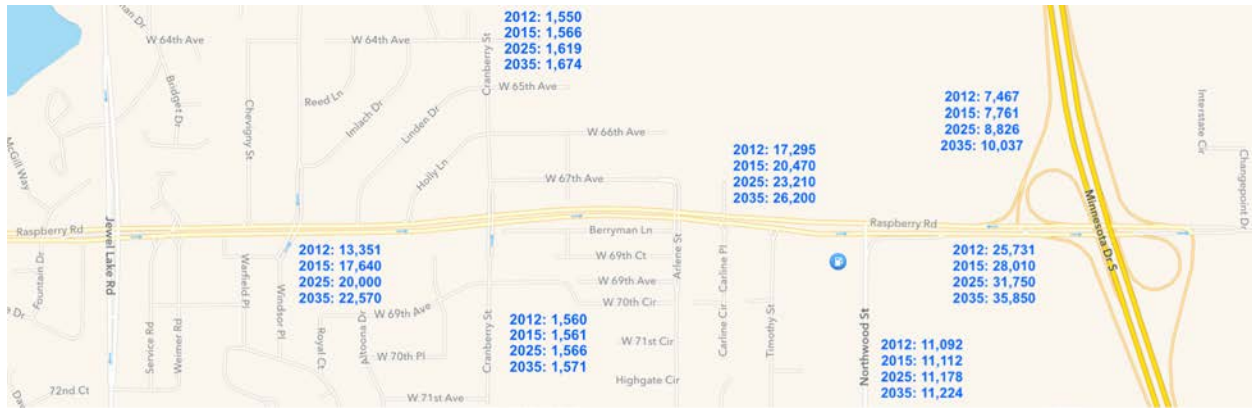 man Dr
W 64th Ave
W 64th Ave
2012: 1,550
2015: 1,566
2025: 1,619
2035: 1,674
Cranberry St
Bridget Dr
Chevigny St
Reed Ln
Imlach Dr
Linden Dr
W 65th Ave
2012: 7,467
2015: 7,761
2025: 8,826
2035: 10,037
Interstate Cir
McGill Way
W 66th Ave
Holly Ln
2012: 17,295
2015: 20,470
2025: 23,210
2035: 26,200
Changepoint Dr
W 67th Ave
Raspberry Rd
Jewel Lake Rd
Berryman Ln
Raspberry Rd
Minnesota Dr S
2012: 13,351
2015: 17,640
2025: 20,000
2035: 22,570
2012: 25,731
2015: 28,010
2025: 31,750
2035: 35,850
Fountain Dr
Warfield Pl
Windsor Pl
W 69th Ct
Arlene St
Carline Pl
W 69th Ave
W 70th Cir
W 69th Ave
e Dr
Service Rd
Weimer Rd
Royal Ct
Altoona Dr
Cranberry St
2012: 1,560
2015: 1,561
2025: 1,566
2035: 1,571
W 71st Cir
Carline Cir
Timothy St
Northwood St
2012: 11,092
2015: 11,112
2025: 11,178
2035: 11,224
W 70th Pl
Highgate Cir
72nd Ct
W 71st Ave